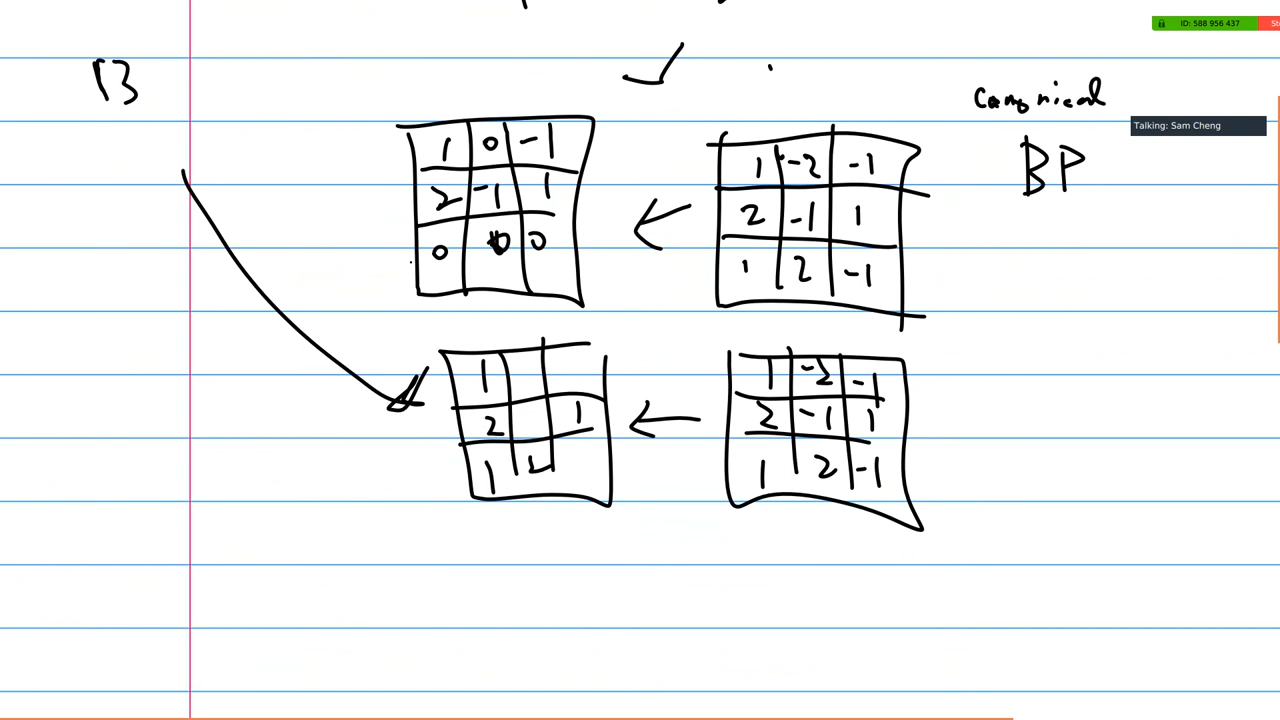 ID: 588 956 437
13
Canonical
Talking: Sam Cheng
BP
1 0 -1
2 -1 1
0 0 0
1 -2 -1
2 -1 1
1 2 -1
1
2 1
1
1 -2 -1
2 -1 1
1 2 -1